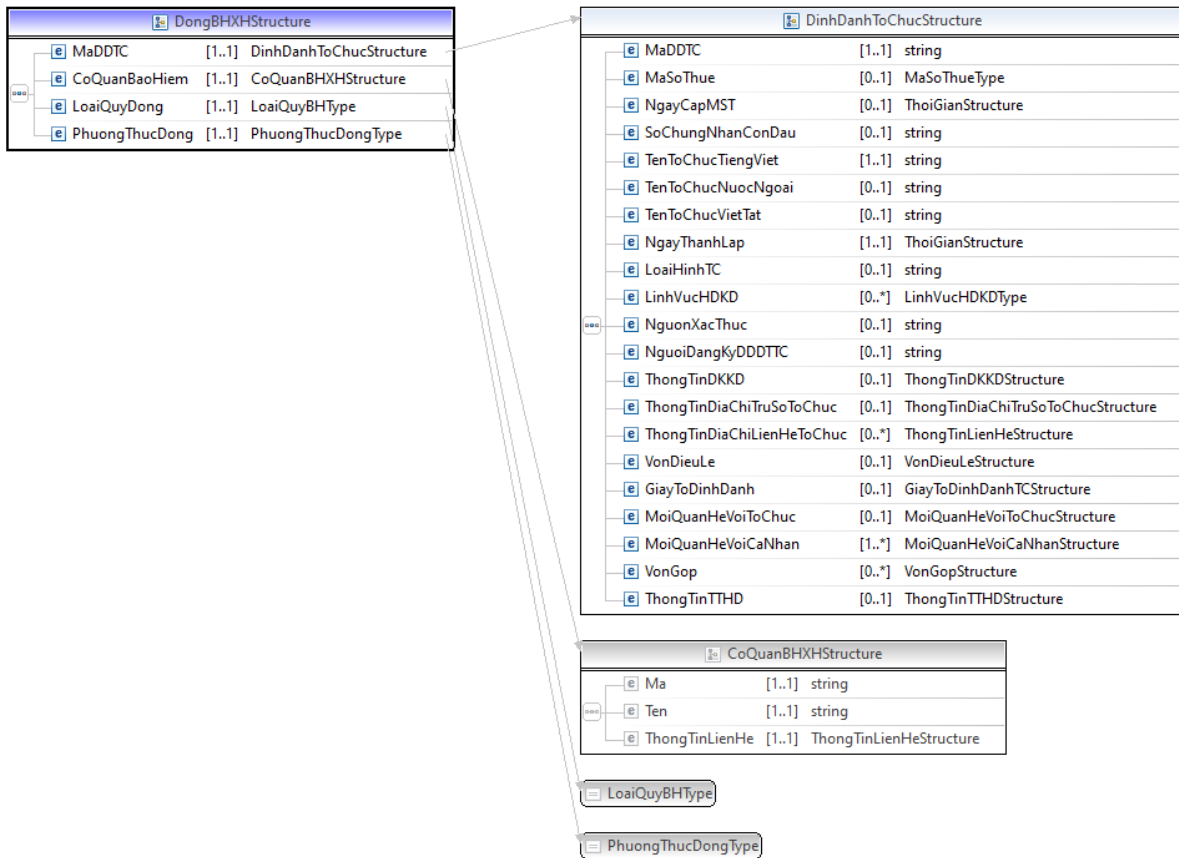 DongBHXHStructure
MaDDTC [1..1] DinhDanhToChucStructure
CoQuanBaoHiem [1..1] CoQuanBHXHStructure
LoaiQuyDong [1..1] LoaiQuyBHType
PhuongThucDong [1..1] PhuongThucDongType
DinhDanhToChucStructure
MaDDTC [1..1] string
MaSoThue [0..1] MaSoThueType
NgayCapMST [0..1] ThoiGianStructure
SoChungNhanConDau [0..1] string
TenToChucTiengViet [1..1] string
TenToChucNuocNgoai [0..1] string
TenToChucVietTat [0..1] string
NgayThanhLap [1..1] ThoiGianStructure
LoaiHinhTC [0..1] string
LinhVucHDKD [0..*] LinhVucHDKDType
NguonXacThuc [0..1] string
NguoiDangKyDDDTTC [0..1] string
ThongTinDKKD [0..1] ThongTinDKKDStructure
ThongTinDiaChiTruSoToChuc [0..1] ThongTinDiaChiTruSoToChucStructure
ThongTinDiaChiLienHeToChuc [0..*] ThongTinLienHeStructure
VonDieuLe [0..1] VonDieuLeStructure
GiayToDinhDanh [0..1] GiayToDinhDanhTCStructure
MoiQuanHeVoiToChuc [0..1] MoiQuanHeVoiToChucStructure
MoiQuanHeVoiCaNhan [1..*] MoiQuanHeVoiCaNhanStructure
VonGop [0..*] VonGopStructure
ThongTinTTHD [0..1] ThongTinTTHDStructure
CoQuanBHXHStructure
Ma [1..1] string
Ten [1..1] string
ThongTinLienHe [1..1] ThongTinLienHeStructure
LoaiQuyBHType
PhuongThucDongType